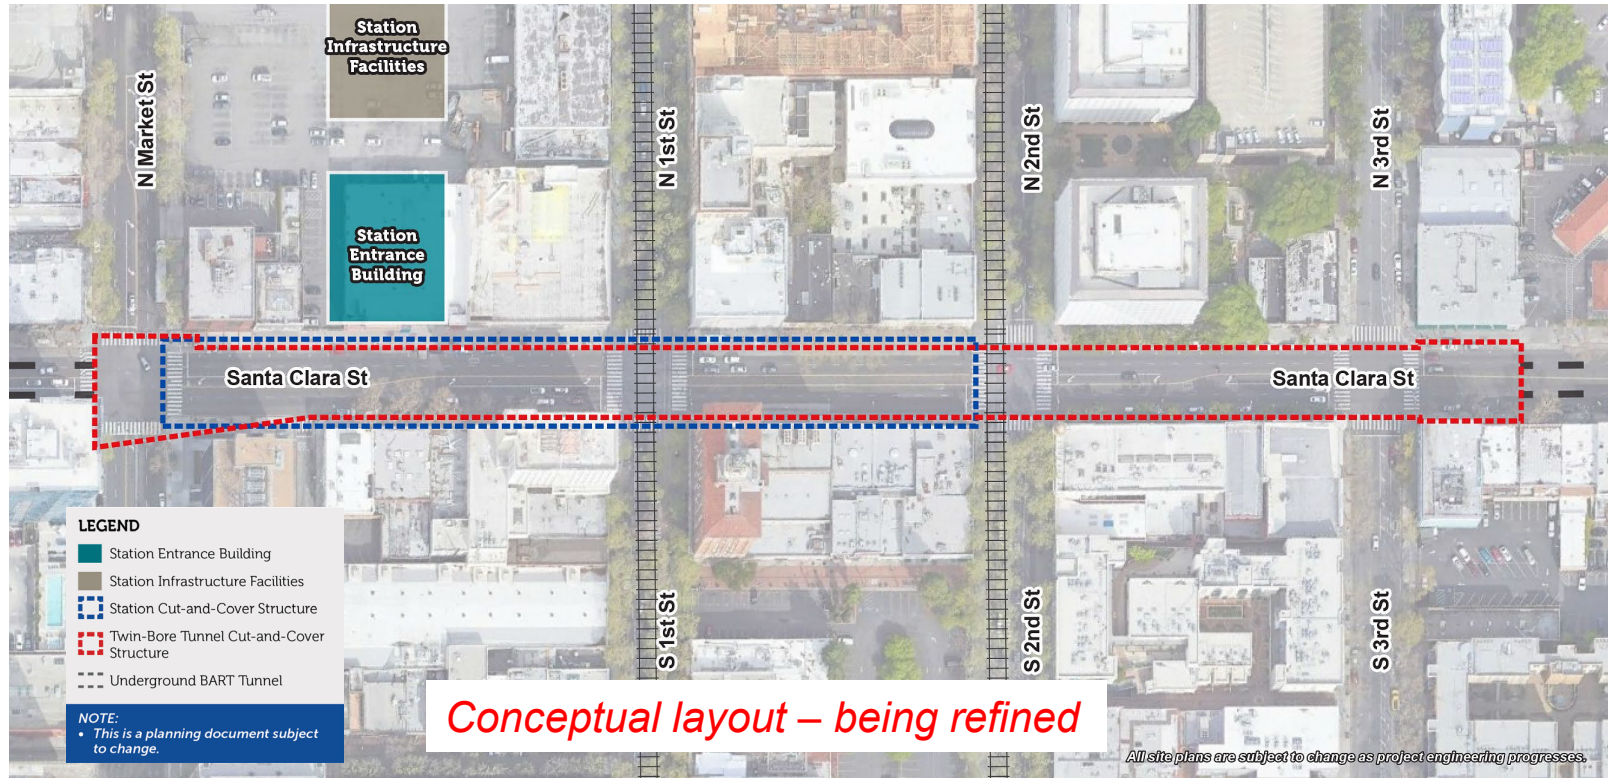 Station
Infrastructure
Facilities
N Market St
N 1st St
N 2nd St
N 3rd St
Station
Entrance
Building
Santa Clara St
Santa Clara St
LEGEND
Station Entrance Building
Station Infrastructure Facilities
Station Cut-and-Cover Structure
Twin-Bore Tunnel Cut-and-Cover
Structure
Underground BART Tunnel
NOTE:
• This is a planning document subject
to change.
S 1st St
S 2nd St
S 3rd St
Conceptual layout – being refined
All site plans are subject to change as project engineering progresses.